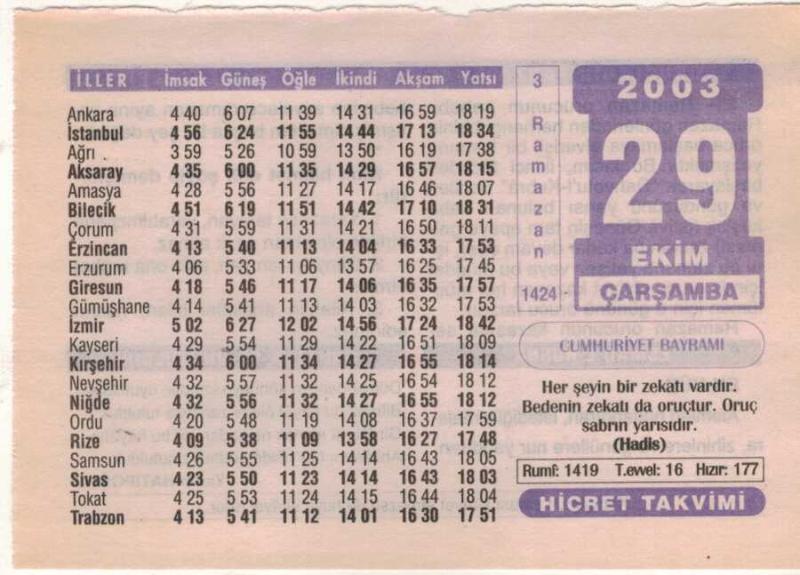 İLLER İmsak Güneş Öğle İkindi Akşam Yatsı
Ankara 4 40 6 07 11 39 14 31 16 59 18 19
İstanbul 4 56 6 24 11 55 14 44 17 13 18 34
Ağrı 3 59 5 26 10 59 13 50 16 19 17 38
Aksaray 4 35 6 00 11 35 14 29 16 57 18 15
Amasya 4 28 5 56 11 27 14 17 16 46 18 07
Bilecik 4 51 6 19 11 51 14 42 17 10 18 31
Çorum 4 31 5 59 11 31 14 21 16 50 18 11
Erzincan 4 13 5 40 11 13 14 04 16 33 17 53
Erzurum 4 06 5 33 11 06 13 57 16 25 17 45
Giresun 4 18 5 46 11 17 14 06 16 35 17 57
Gümüşhane 4 14 5 41 11 13 14 03 16 32 17 53
İzmir 5 02 6 27 12 02 14 56 17 24 18 42
Kayseri 4 29 5 54 11 29 14 22 16 51 18 09
Kırşehir 4 34 6 00 11 34 14 27 16 55 18 14
Nevşehir 4 32 5 57 11 32 14 25 16 54 18 12
Niğde 4 32 5 56 11 32 14 27 16 55 18 12
Ordu 4 20 5 48 11 19 14 08 16 37 17 59
Rize 4 09 5 38 11 09 13 58 16 27 17 48
Samsun 4 26 5 55 11 25 14 14 16 43 18 05
Sivas 4 23 5 50 11 23 14 14 16 43 18 03
Tokat 4 25 5 53 11 24 14 15 16 44 18 04
Trabzon 4 13 5 41 11 12 14 01 16 30 17 51
3
Ramazan
1424
2003
29
EKİM
ÇARŞAMBA
CUMHURİYET BAYRAMI
Her şeyin bir zekatı vardır.
Bedenin zekatı da oruçtur. Oruç
sabrın yarısıdır.
(Hadis)
Rumî: 1419 T.evvel: 16 Hızır: 177
HİCRET TAKVİMİ